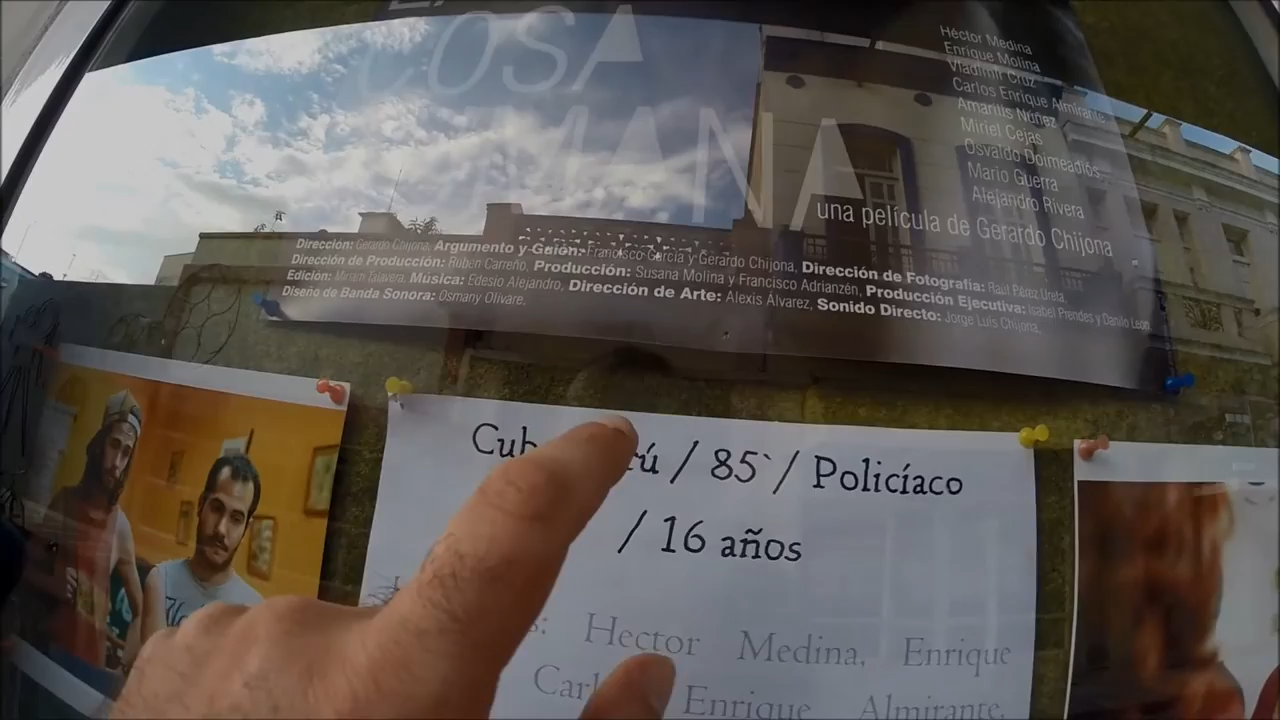 COSA
MANA
Héctor Medina
Enrique Molina
Vladimir Cruz
Carlos Enrique Almirante
Amarilis Núñez
Miriel Cejas
Osvaldo Doimeadiós
Mario Guerra
Alejandro Rivera
una película de Gerardo Chijona
Dirección: Gerardo Chijona, Argumento y Guion: Francisco García y Gerardo Chijona, Dirección de Fotografía: Raúl Pérez Ureta,
Dirección de Producción: Rubén Carreño, Producción: Susana Molina y Francisco Adrianzén, Producción Ejecutiva: Isabel Prendes y Danilo León
Edición: Miriam Talavera, Música: Edesio Alejandro, Dirección de Arte: Alexis Álvarez, Sonido Directo: Jorge Luis Chijona,
Diseño de Banda Sonora: Osmany Olivare.
Cub rú / 85` / Policíaco
/ 16 años
s: Hector Medina, Enrique
Carl Enrique Almirante,